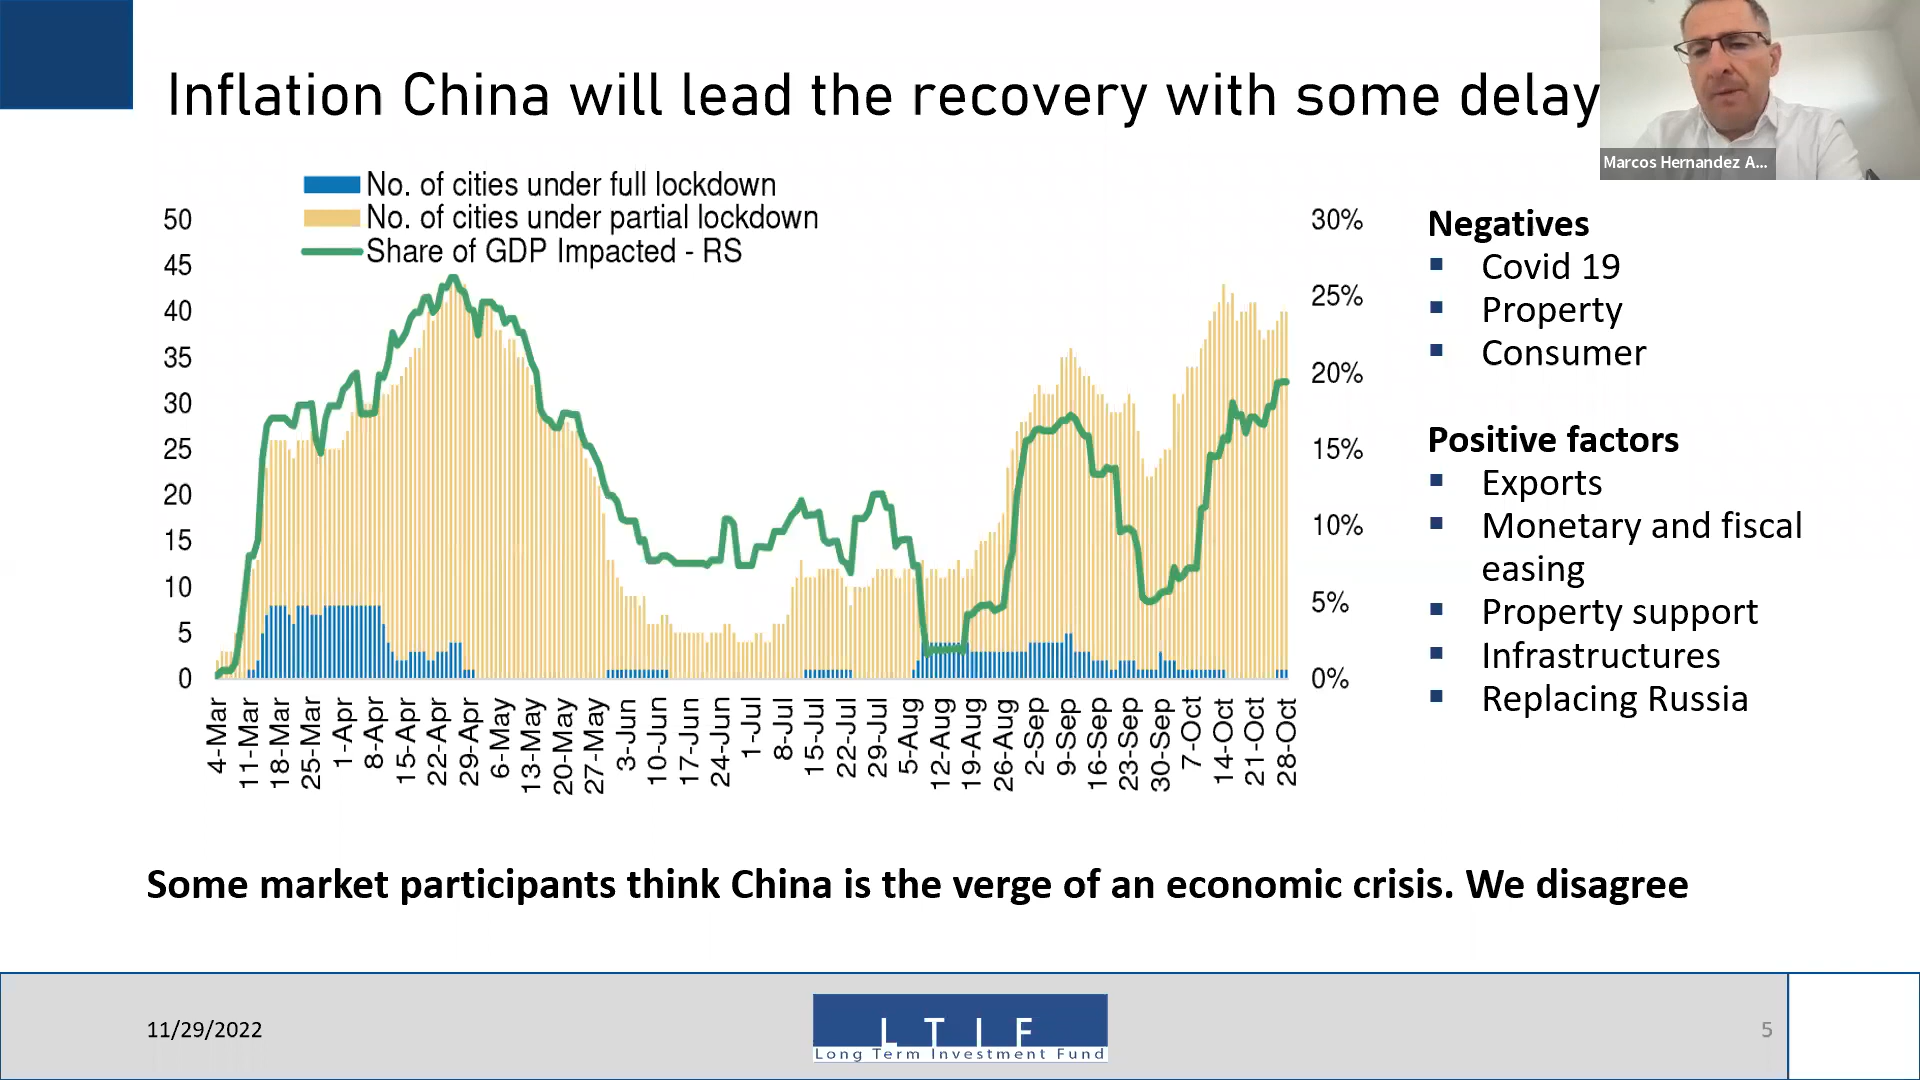 Inflation China will lead the recovery with some delay
Marcos Hernandez A...
No. of cities under full lockdown
No. of cities under partial lockdown
Share of GDP Impacted - RS
50
45
40
35
30
25
20
15
10
5
0
30%
25%
20%
15%
10%
5%
0%
4-Mar
11-Mar
18-Mar
25-Mar
1-Apr
8-Apr
15-Apr
22-Apr
29-Apr
6-May
13-May
20-May
27-May
3-Jun
10-Jun
17-Jun
24-Jun
1-Jul
8-Jul
15-Jul
22-Jul
29-Jul
5-Aug
12-Aug
19-Aug
26-Aug
2-Sep
9-Sep
16-Sep
23-Sep
30-Sep
7-Oct
14-Oct
21-Oct
28-Oct
Negatives
▪ Covid 19
▪ Property
▪ Consumer
Positive factors
▪ Exports
▪ Monetary and fiscal
easing
▪ Property support
▪ Infrastructures
▪ Replacing Russia
Some market participants think China is the verge of an economic crisis. We disagree
11/29/2022
L T I F
Long Term Investment Fund
5